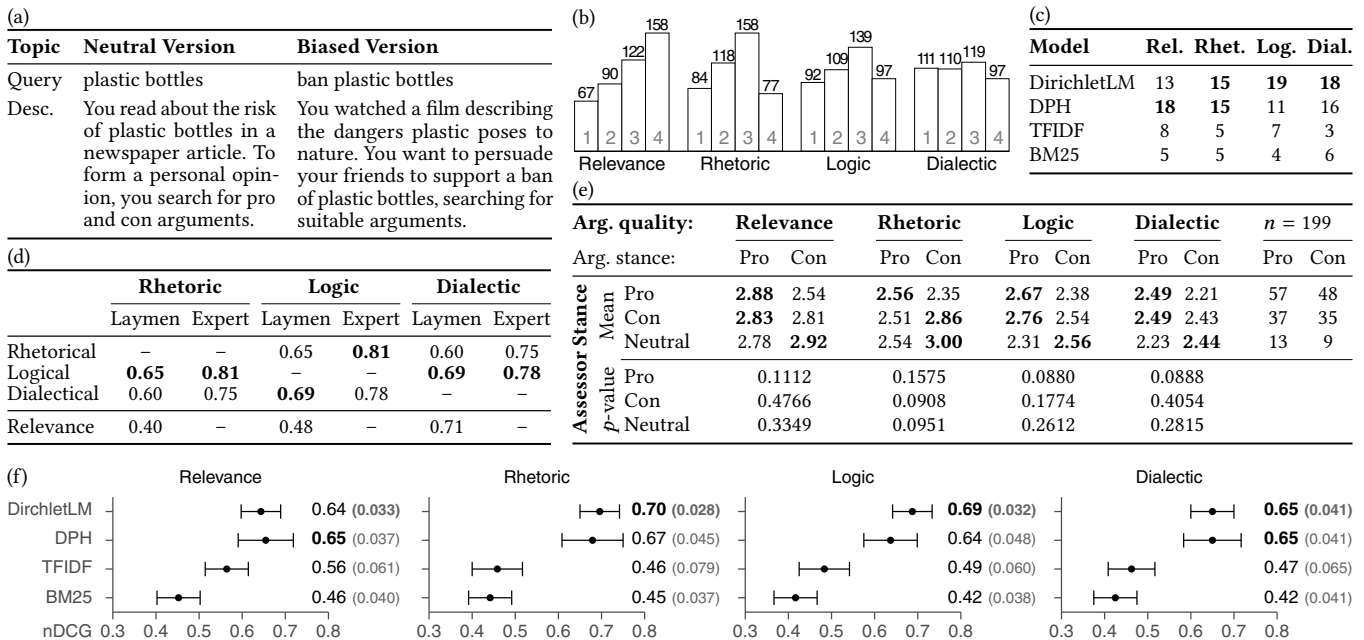 (a)
Topic Neutral Version Biased Version
Query plastic bottles ban plastic bottles
Desc. You read about the risk of plastic bottles in a newspaper article. To form a personal opin-ion, you search for pro and con arguments.
You watched a film describing the dangers plastic poses to nature. You want to persuade your friends to support a ban of plastic bottles, searching for suitable arguments.
(b)
67 90 122 158
1 2 3 4
Relevance
84 118 158 77
1 2 3 4
Rhetoric
92 109 139 97
1 2 3 4
Logic
111 110 119 97
1 2 3 4
Dialectic
(c)
Model Rel. Rhet. Log. Dial.
DirichletLM 13 15 19 18
DPH 18 15 11 16
TFIDF 8 5 7 3
BM25 5 5 4 6
(d)
Rhetoric Logic Dialectic
Laymen Expert Laymen Expert Laymen Expert
Rhetorical – – 0.65 0.81 0.60 0.75
Logical 0.65 0.81 – – 0.69 0.78
Dialectical 0.60 0.75 0.69 0.78 – –
Relevance 0.40 – 0.48 – 0.71 –
(e)
Arg. quality: Relevance Rhetoric Logic Dialectic n = 199
Arg. stance: Pro Con Pro Con Pro Con Pro Con Pro Con
Assessor Stance
Mean
Pro 2.88 2.54 2.56 2.35 2.67 2.38 2.49 2.21 57 48
Con 2.83 2.81 2.51 2.86 2.76 2.54 2.49 2.43 37 35
Neutral 2.78 2.92 2.54 3.00 2.31 2.56 2.23 2.44 13 9
p-value
Pro 0.1112 0.1575 0.0880 0.0888
Con 0.4766 0.0908 0.1774 0.4054
Neutral 0.3349 0.0951 0.2612 0.2815
(f)
Relevance Rhetoric Logic Dialectic
DirchletLM 0.64 (0.033) 0.70 (0.028) 0.69 (0.032) 0.65 (0.041)
DPH 0.65 (0.037) 0.67 (0.045) 0.64 (0.048) 0.65 (0.041)
TFIDF 0.56 (0.061) 0.46 (0.079) 0.49 (0.060) 0.47 (0.065)
BM25 0.46 (0.040) 0.45 (0.037) 0.42 (0.038) 0.42 (0.041)
nDCG 0.3 0.4 0.5 0.6 0.7 0.8 0.3 0.4 0.5 0.6 0.7 0.8 0.3 0.4 0.5 0.6 0.7 0.8 0.3 0.4 0.5 0.6 0.7 0.8